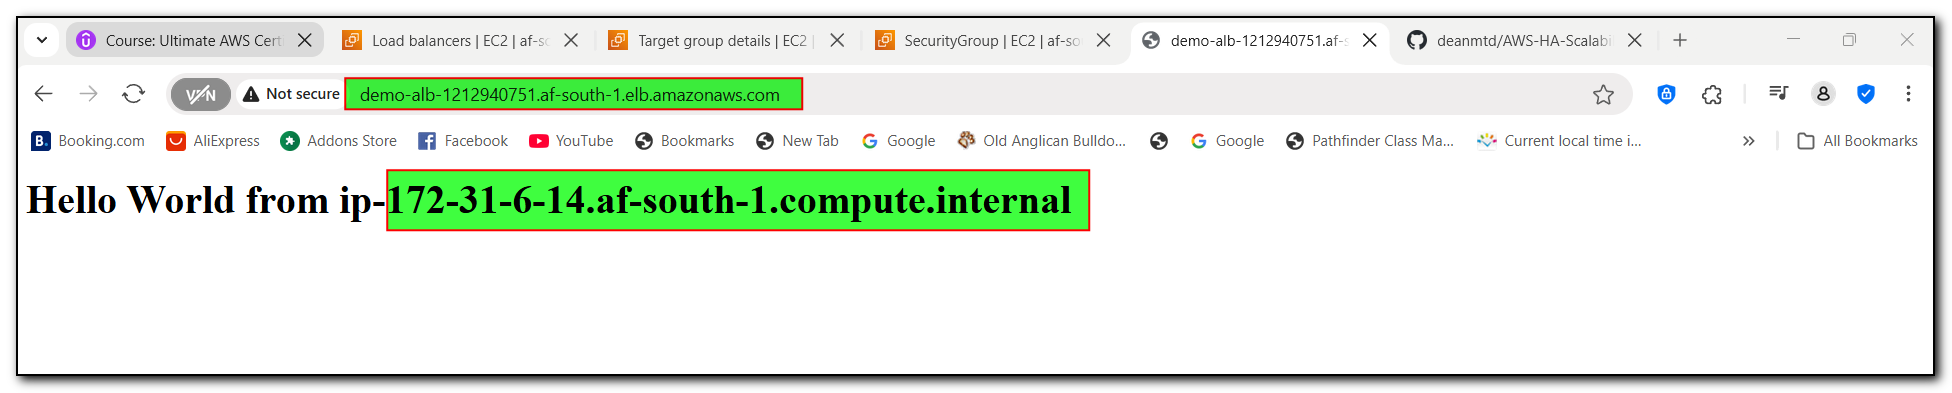 Course: Ultimate AWS Certi
Load balancers | EC2 | af-so
Target group details | EC2 |
SecurityGroup | EC2 | af-so
demo-alb-1212940751.af-s
deanmtd/AWS-HA-Scalabi
VPN
Not secure
demo-alb-1212940751.af-south-1.elb.amazonaws.com
B. Booking.com
AliExpress
Addons Store
Facebook
YouTube
Bookmarks
New Tab
Google
Old Anglican Bulldo...
Google
Pathfinder Class Ma...
Current local time i...
All Bookmarks
Hello World from ip-172-31-6-14.af-south-1.compute.internal